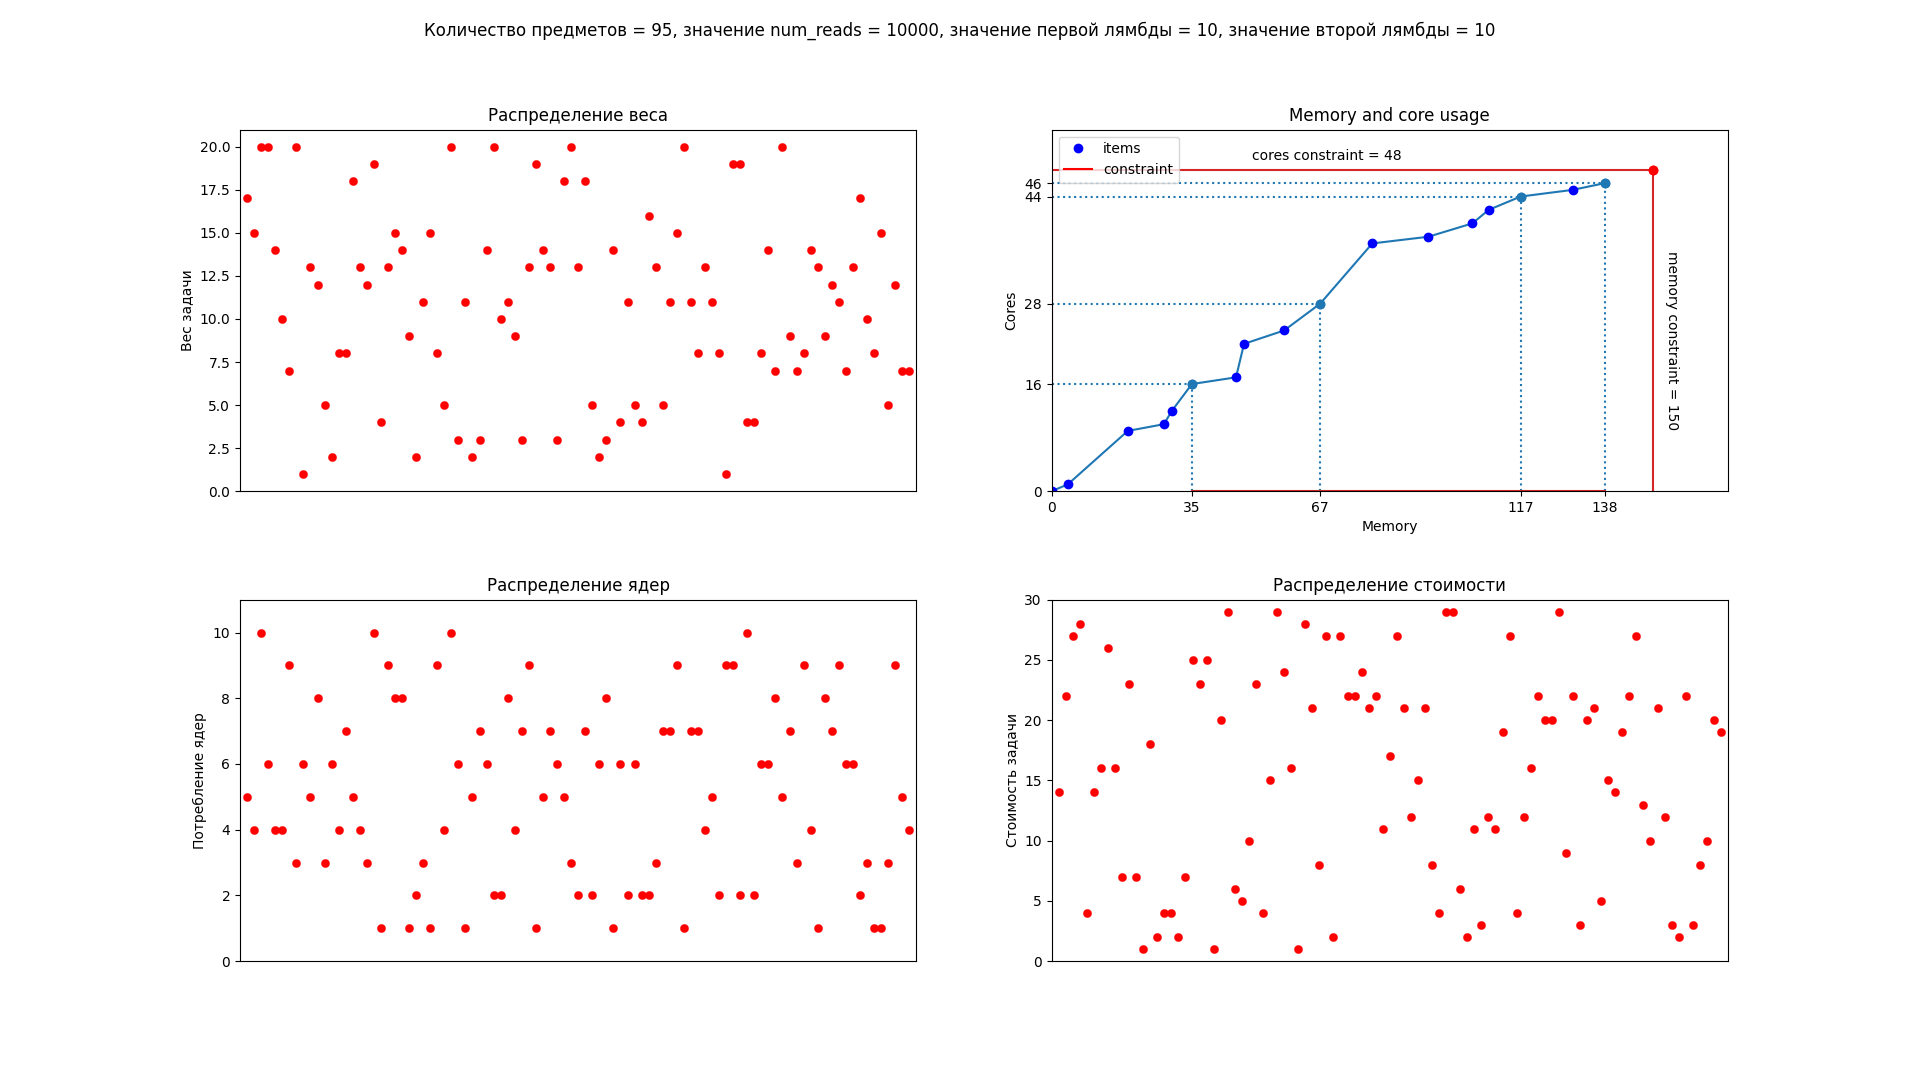 Количество предметов = 95, значение num_reads = 10000, значение первой лямбды = 10, значение второй лямбды = 10
Распределение веса
Вес задачи
20.0
17.5
15.0
12.5
10.0
7.5
5.0
2.5
0.0
Memory and core usage
items
constraint
cores constraint = 48
memory constraint = 150
Cores
46
44
28
16
0
0 35 67 117 138
Memory
Распределение ядер
Потребление ядер
10
8
6
4
2
0
Распределение стоимости
Стоимость задачи
30
25
20
15
10
5
0